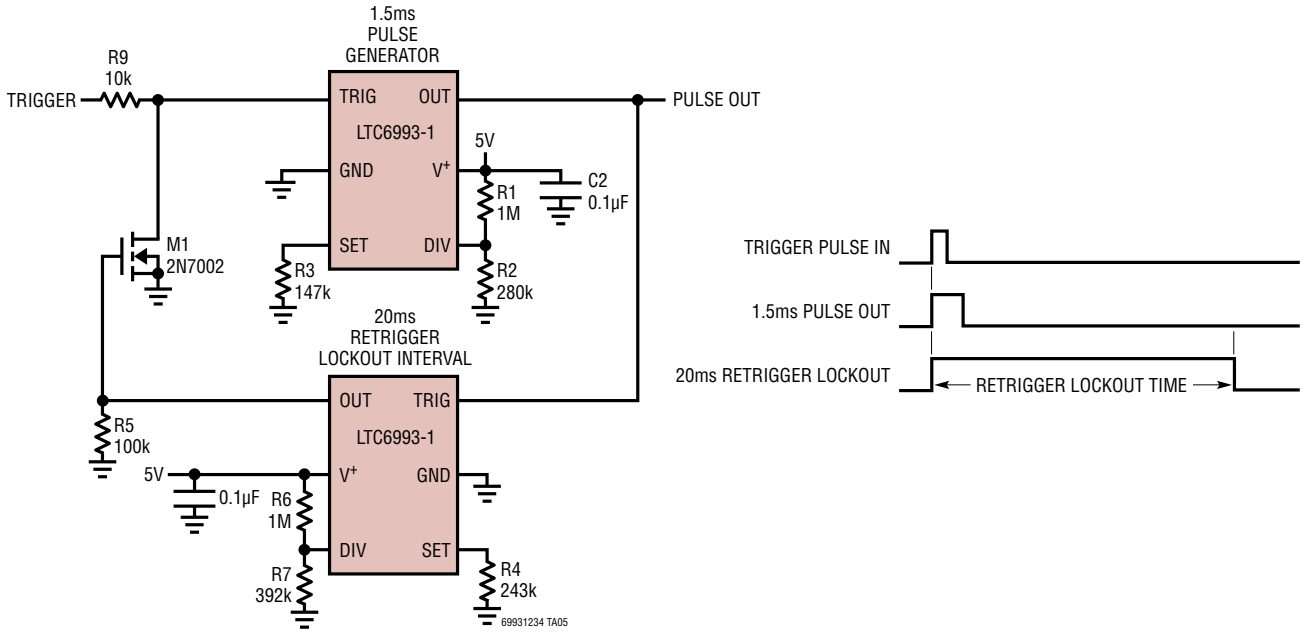 1.5ms
PULSE
GENERATOR
R9
10k
TRIGGER
TRIG
OUT
PULSE OUT
LTC6993-1
5V
GND
V+
R1
1M
C2
0.1µF
M1
2N7002
SET
DIV
R3
147k
R2
280k
20ms
RETRIGGER
LOCKOUT INTERVAL
OUT
TRIG
LTC6993-1
R5
100k
5V
V+
GND
0.1µF
R6
1M
DIV
SET
R7
392k
R4
243k
69931234 TA05
TRIGGER PULSE IN
1.5ms PULSE OUT
20ms RETRIGGER LOCKOUT
RETRIGGER LOCKOUT TIME